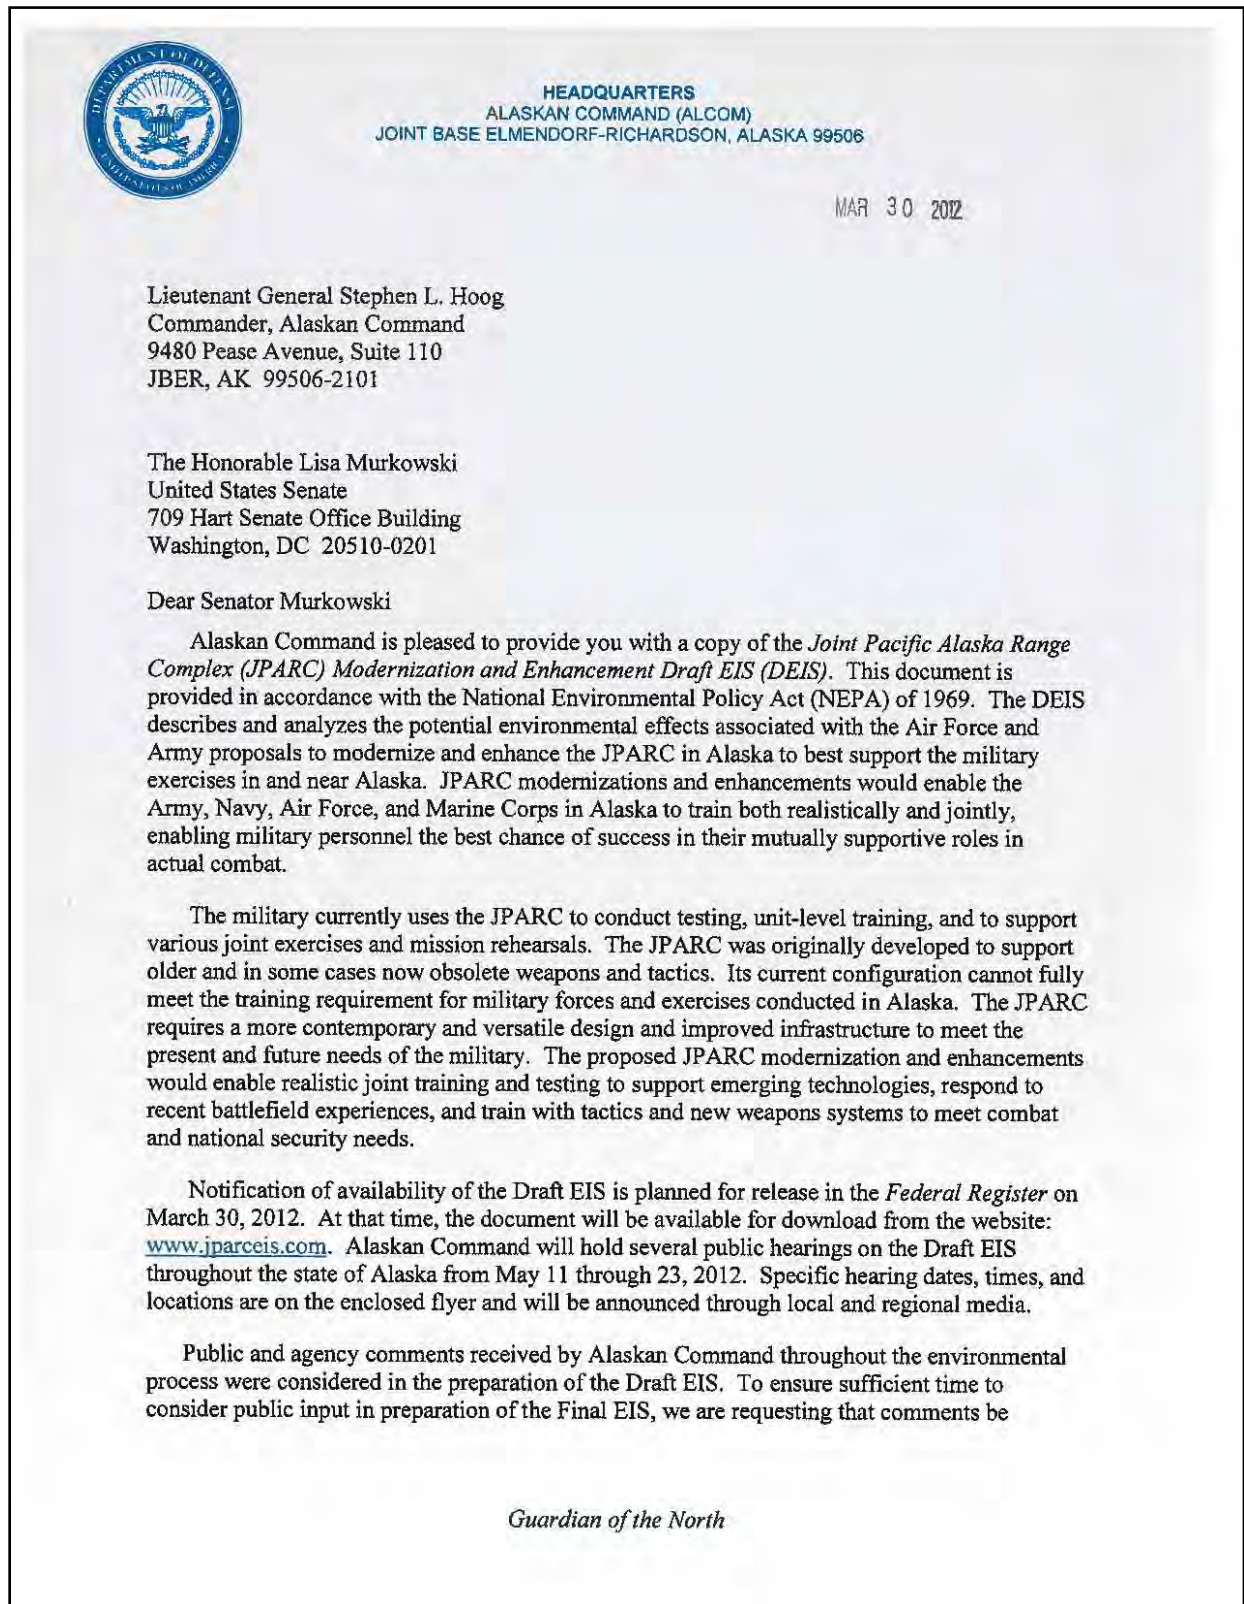 DEPARTMENT OF DEFENSE
UNITED STATES OF AMERICA
HEADQUARTERS
ALASKAN COMMAND (ALCOM)
JOINT BASE ELMENDORF-RICHARDSON, ALASKA 99506
MAR 30 2012
Lieutenant General Stephen L. Hoog
Commander, Alaskan Command
9480 Pease Avenue, Suite 110
JBER, AK 99506-2101
The Honorable Lisa Murkowski
United States Senate
709 Hart Senate Office Building
Washington, DC 20510-0201
Dear Senator Murkowski
Alaskan Command is pleased to provide you with a copy of the Joint Pacific Alaska Range
Complex (JPARC) Modernization and Enhancement Draft EIS (DEIS). This document is
provided in accordance with the National Environmental Policy Act (NEPA) of 1969. The DEIS
describes and analyzes the potential environmental effects associated with the Air Force and
Army proposals to modernize and enhance the JPARC in Alaska to best support the military
exercises in and near Alaska. JPARC modernizations and enhancements would enable the
Army, Navy, Air Force, and Marine Corps in Alaska to train both realistically and jointly,
enabling military personnel the best chance of success in their mutually supportive roles in
actual combat.
The military currently uses the JPARC to conduct testing, unit-level training, and to support
various joint exercises and mission rehearsals. The JPARC was originally developed to support
older and in some cases now obsolete weapons and tactics. Its current configuration cannot fully
meet the training requirement for military forces and exercises conducted in Alaska. The JPARC
requires a more contemporary and versatile design and improved infrastructure to meet the
present and future needs of the military. The proposed JPARC modernization and enhancements
would enable realistic joint training and testing to support emerging technologies, respond to
recent battlefield experiences, and train with tactics and new weapons systems to meet combat
and national security needs.
Notification of availability of the Draft EIS is planned for release in the Federal Register on
March 30, 2012. At that time, the document will be available for download from the website:
www.jparceis.com. Alaskan Command will hold several public hearings on the Draft EIS
throughout the state of Alaska from May 11 through 23, 2012. Specific hearing dates, times, and
locations are on the enclosed flyer and will be announced through local and regional media.
Public and agency comments received by Alaskan Command throughout the environmental
process were considered in the preparation of the Draft EIS. To ensure sufficient time to
consider public input in preparation of the Final EIS, we are requesting that comments be
Guardian of the North